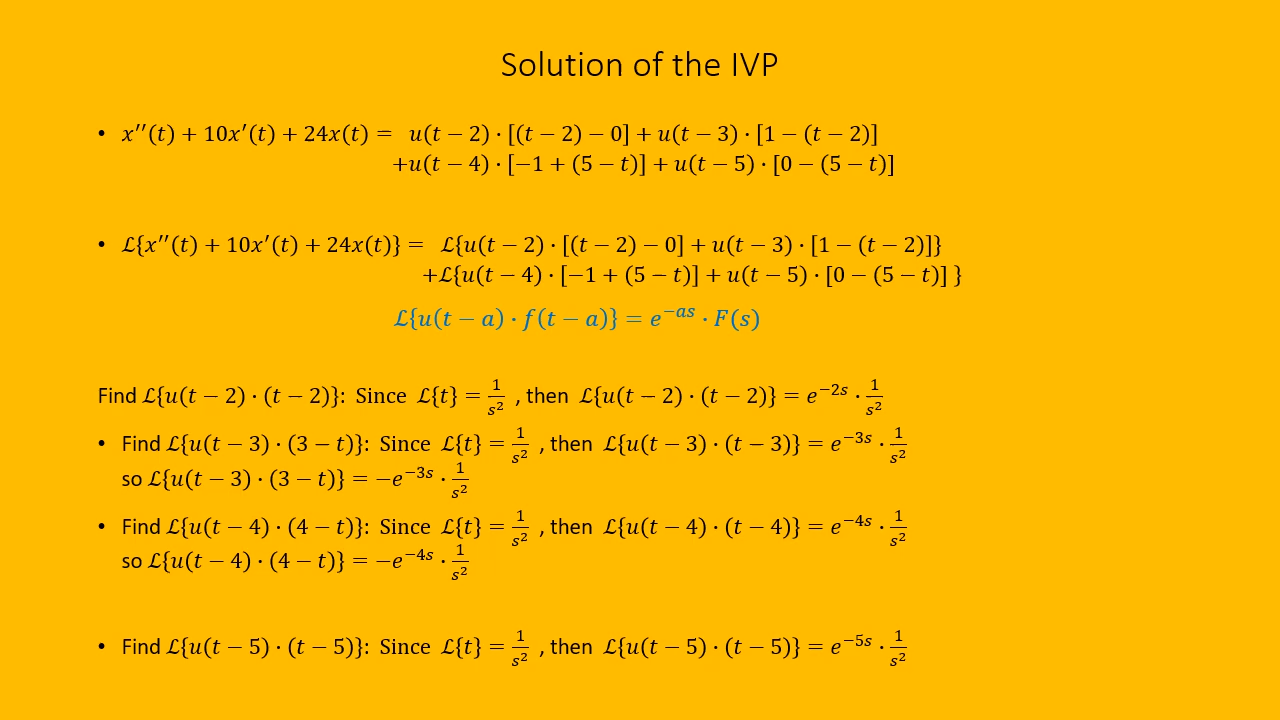 Solution of the IVP
• x′′(t) + 10x′(t) + 24x(t) = u(t − 2) · [(t − 2) − 0] + u(t − 3) · [1 − (t − 2)]
+u(t − 4) · [−1 + (5 − t)] + u(t − 5) · [0 − (5 − t)]
• ℒ{x′′(t) + 10x′(t) + 24x(t)} = ℒ{u(t − 2) · [(t − 2) − 0] + u(t − 3) · [1 − (t − 2)]}
+ℒ{u(t − 4) · [−1 + (5 − t)] + u(t − 5) · [0 − (5 − t)] }
ℒ{u(t − a) · f(t − a)} = e^{−as} · F(s)
Find ℒ{u(t − 2) · (t − 2)}: Since ℒ{t} = 1/s² , then ℒ{u(t − 2) · (t − 2)} = e^{−2s} · 1/s²
• Find ℒ{u(t − 3) · (3 − t)}: Since ℒ{t} = 1/s² , then ℒ{u(t − 3) · (t − 3)} = e^{−3s} · 1/s²
so ℒ{u(t − 3) · (3 − t)} = −e^{−3s} · 1/s²
• Find ℒ{u(t − 4) · (4 − t)}: Since ℒ{t} = 1/s² , then ℒ{u(t − 4) · (t − 4)} = e^{−4s} · 1/s²
so ℒ{u(t − 4) · (4 − t)} = −e^{−4s} · 1/s²
• Find ℒ{u(t − 5) · (t − 5)}: Since ℒ{t} = 1/s² , then ℒ{u(t − 5) · (t − 5)} = e^{−5s} · 1/s²